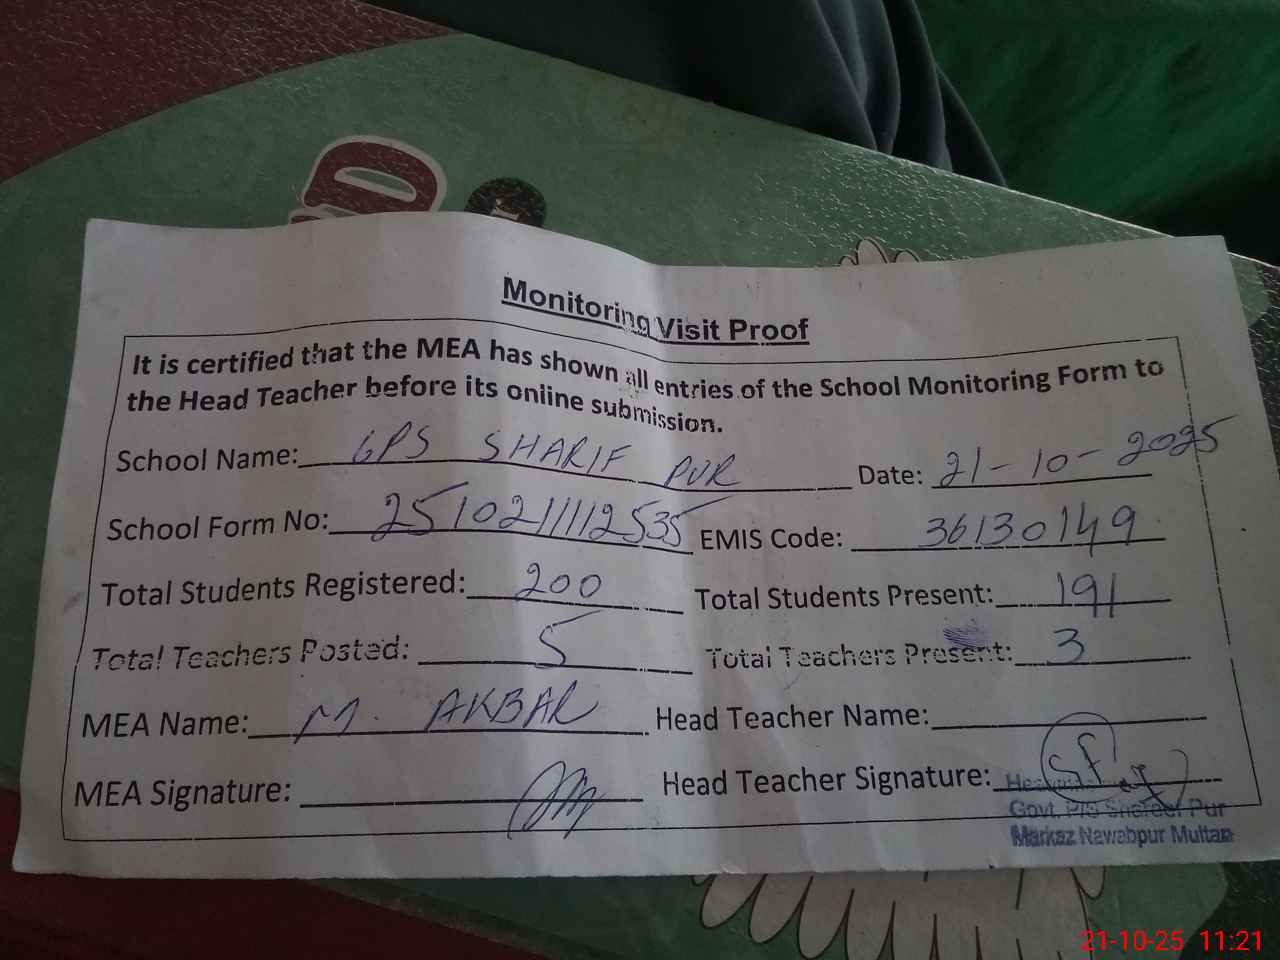 Monitoring Visit Proof
It is certified that the MEA has shown all entries of the School Monitoring Form to
the Head Teacher before its online submission.
School Name: GPS SHARIF PUR Date: 21-10-2025
School Form No: 2510211112535 EMIS Code: 36130149
Total Students Registered: 200 Total Students Present: 191
Total Teachers Posted: 5 Total Teachers Present: 3
MEA Name: M. AKBAR Head Teacher Name:
MEA Signature: Head Teacher Signature:
Govt. P/S Shareef Pur
Markaz Nawabpur Multan
21-10-25 11:21